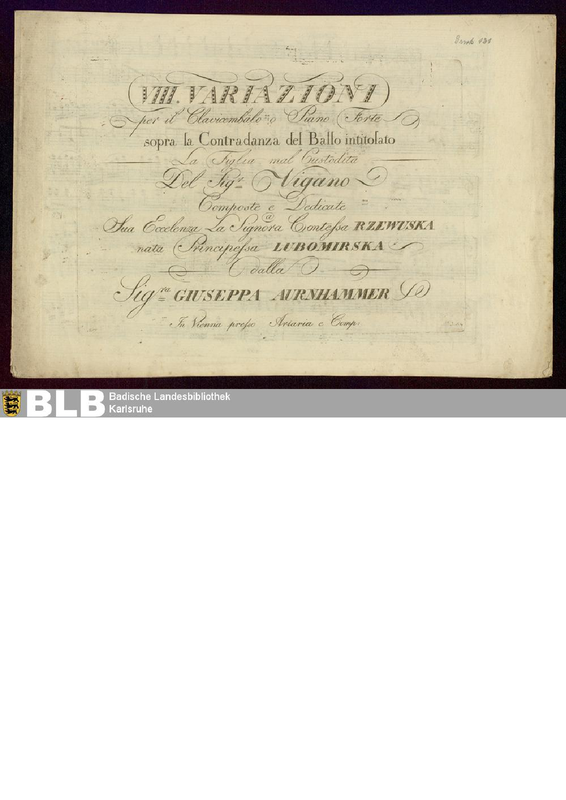 VIII. VARIAZIONI
per il Clavicembalo o Piano Forte
sopra la Contradanza del Ballo intitolato
La Figlia mal Custodita
Del Sig.r Vigano
Composte e Dedicate
a
Sua Eccelenza La Signora Contessa RZEWUSKA
nata Principessa LUBOMIRSKA
dalla
Sig.ra GIUSEPPA AURNHAMMER
In Vienna presso Artaria e Comp.
BLB Badische Landesbibliothek
Karlsruhe